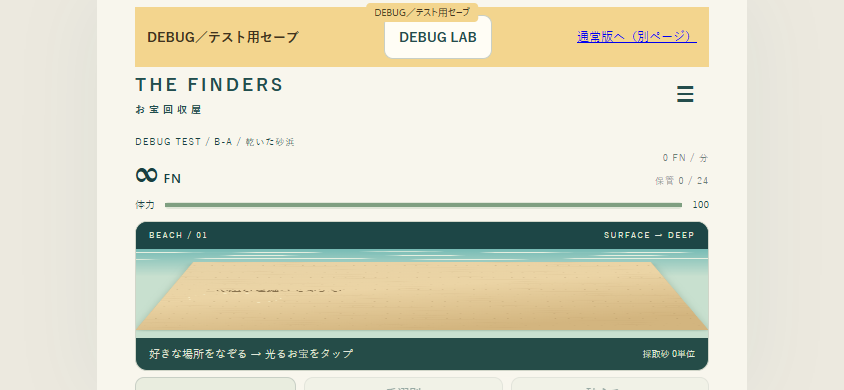 DEBUG／テスト用セーブ
DEBUG／テスト用セーブ
DEBUG LAB
通常版へ（別ページ）
THE FINDERS
お宝回収屋
DEBUG TEST / B-A / 乾いた砂浜
0 FN / 分
∞ FN
保管 0 / 24
体力
100
BEACH / 01
SURFACE → DEEP
好きな場所をなぞる → 光るお宝をタップ
採取砂 0単位